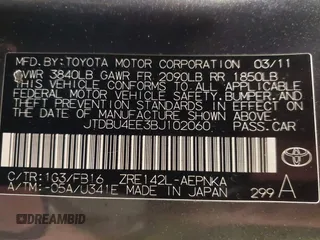 MFD. BY: TOYOTA MOTOR CORPORATION 03/11
GVWR 3840LB GAWR FR 2090LB RR 1850LB
THIS VEHICLE CONFORMS TO ALL APPLICABLE
FEDERAL MOTOR VEHICLE SAFETY, BUMPER, AND
THEFT PREVENTION STANDARDS IN EFFECT ON THE
DATE OF MANUFACTURE SHOWN ABOVE.
JTDBU4EE3BJ102060
C/TR: 1G3/FB16 ZRE142L-AEPNKA
A/TM: -05A/U341E MADE IN JAPAN
299 A
TOYOTA
DREAMBID